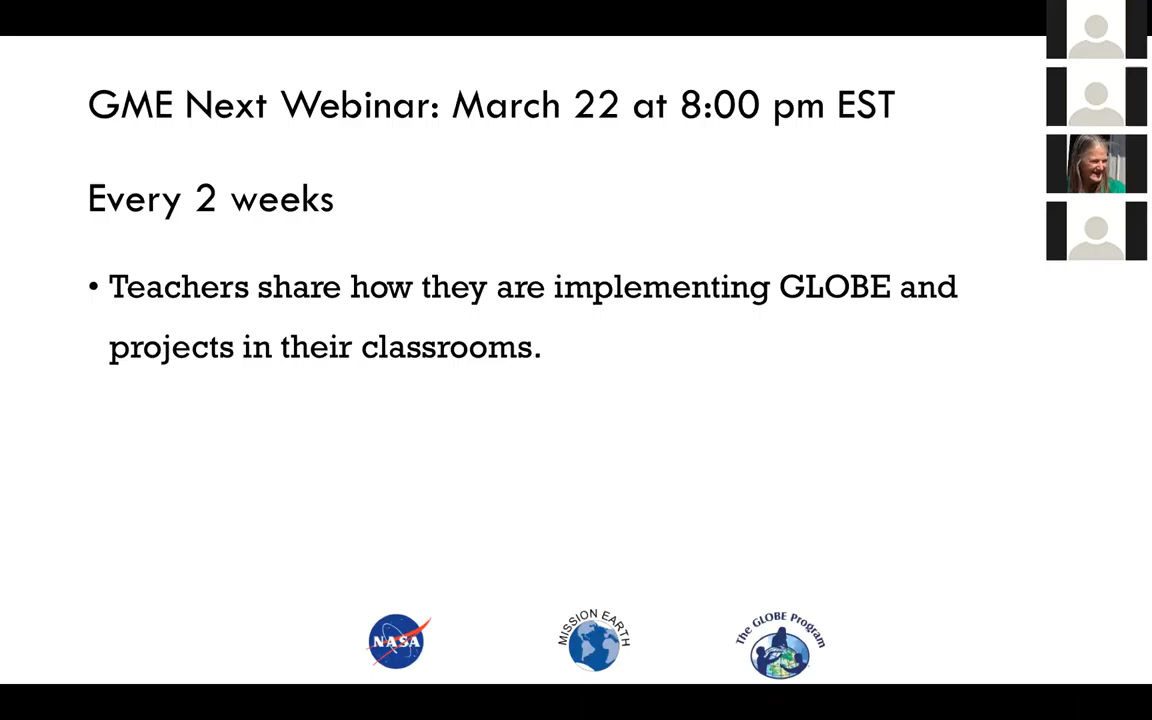 GME Next Webinar: March 22 at 8:00 pm EST
Every 2 weeks
• Teachers share how they are implementing GLOBE and
projects in their classrooms.
NASA
MISSION EARTH
The GLOBE Program